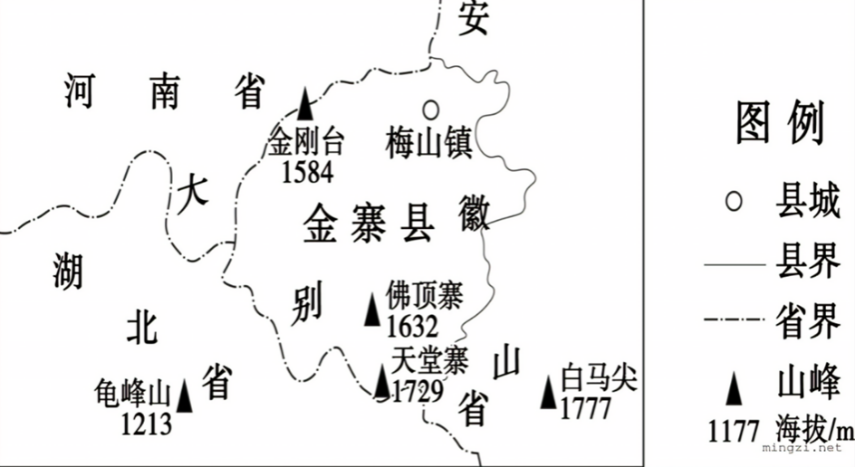 安
河南省
金刚台
1584
梅山镇
大
金寨县
徽
湖
别
佛顶寨
1632
北
天堂寨
1729
山
龟峰山
1213
省
省
白马尖
1777
图例
县城
县界
省界
山峰
1177 海拔/m
mingzi.net